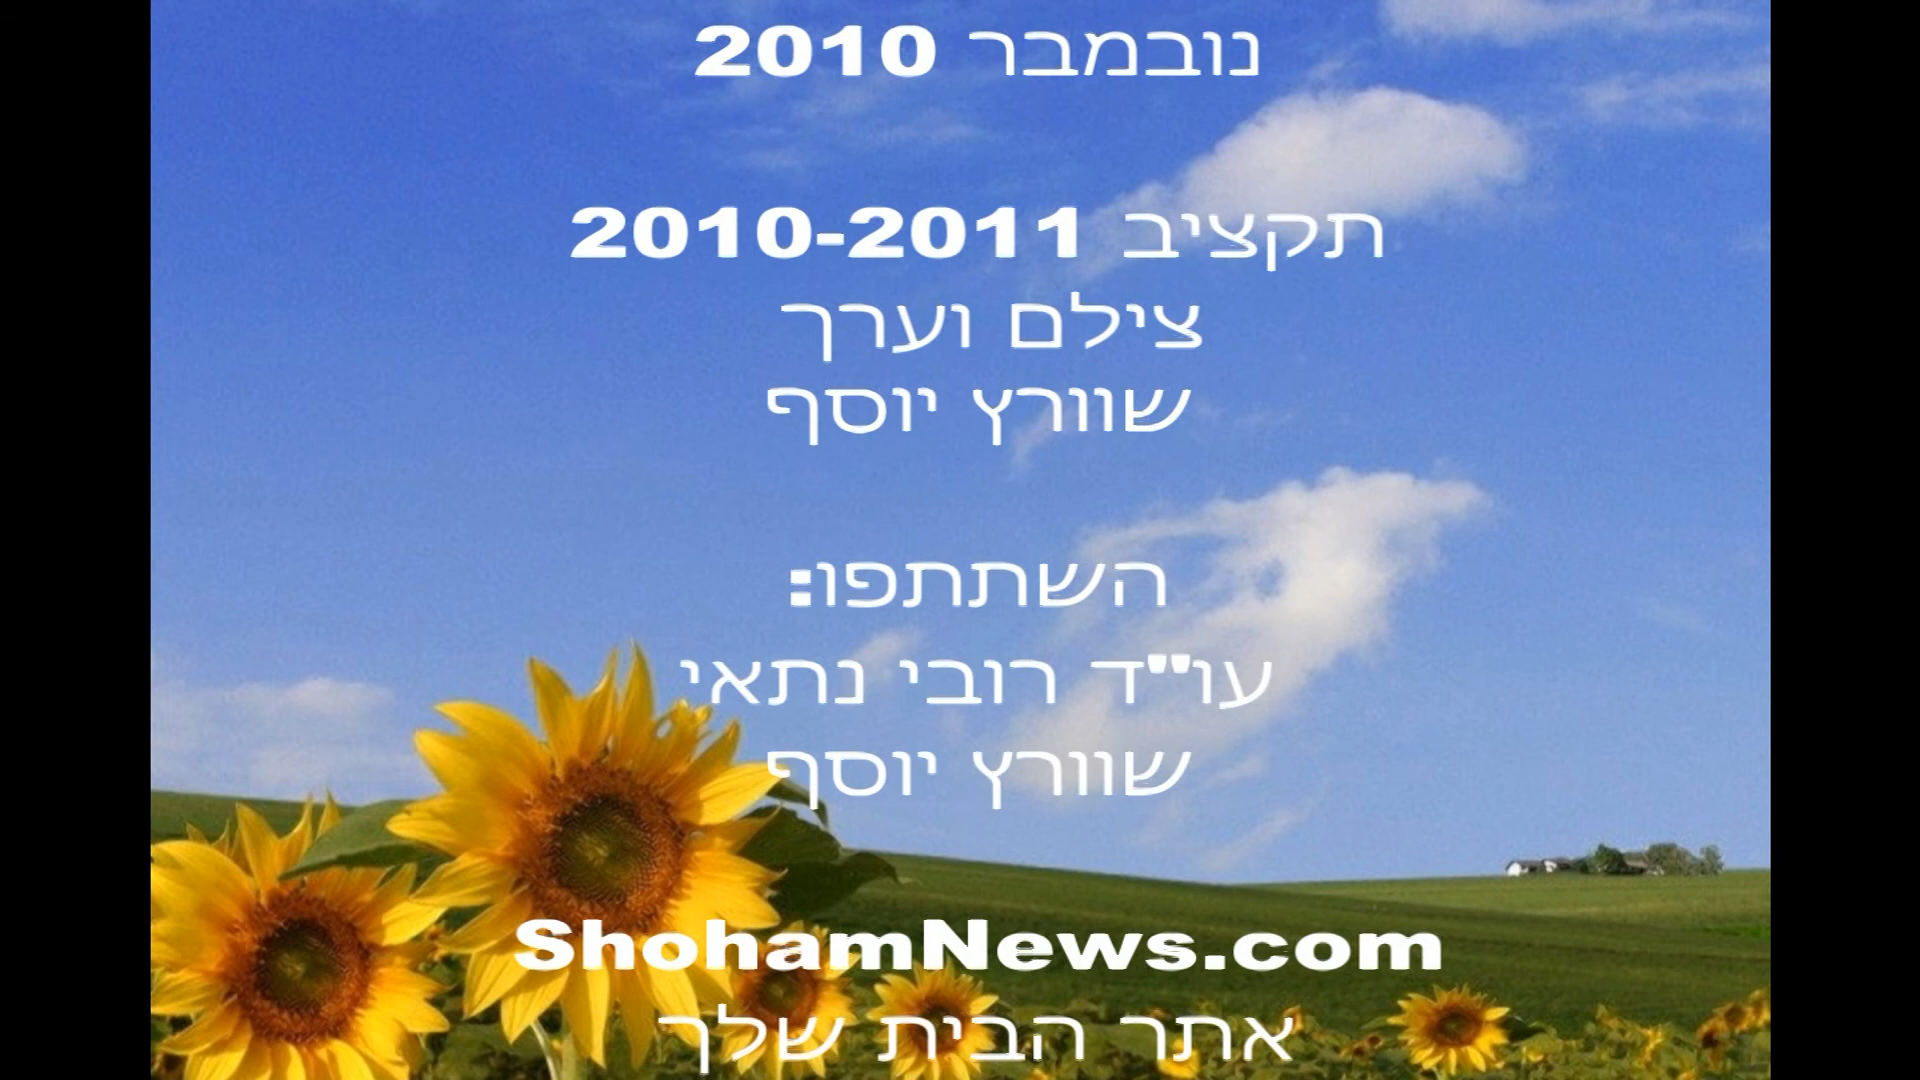 נובמבר 2010
תקציב 2010-2011
צילם וערך
שוורץ יוסף
השתתפו:
עו"ד רובי נתאי
שוורץ יוסף
ShohamNews.com
אתר הבית שלך